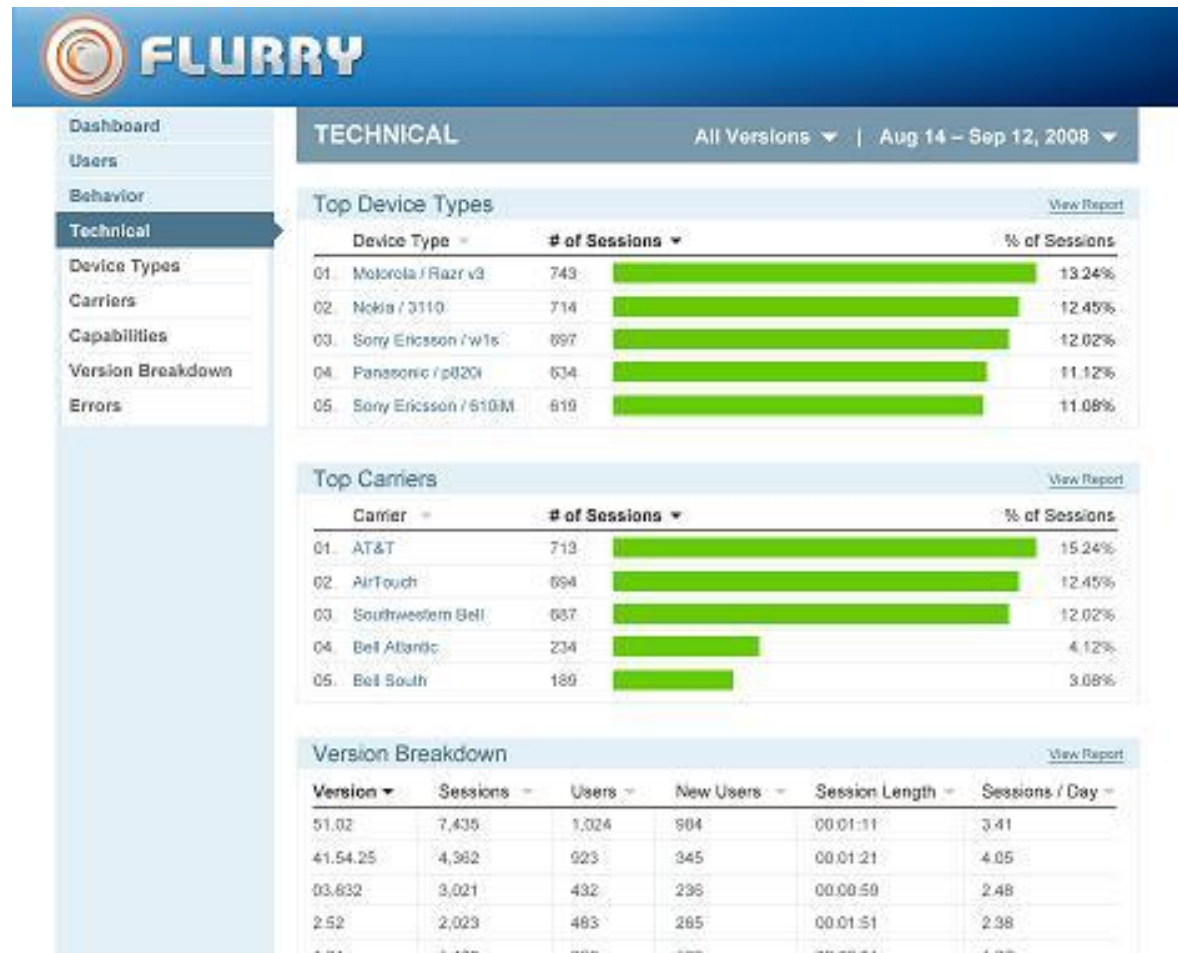 FLURRY
Dashboard
Users
Behavior
Technical
Device Types
Carriers
Capabilities
Version Breakdown
Errors
TECHNICAL All Versions | Aug 14 – Sep 12, 2008
Top Device Types View Report
Device Type # of Sessions % of Sessions
01. Motorola / Razr v3 743 13.24%
02. Nokia / 3110 714 12.45%
03. Sony Ericsson / w1s 697 12.02%
04. Panasonic / p820i 634 11.12%
05. Sony Ericsson / 610iM 619 11.08%
Top Carriers View Report
Carrier # of Sessions % of Sessions
01. AT&T 713 15.24%
02. AirTouch 694 12.45%
03. Southwestern Bell 687 12.02%
04. Bell Atlantic 234 4.12%
05. Bell South 189 3.08%
Version Breakdown View Report
Version Sessions Users New Users Session Length Sessions / Day
51.02 7,435 1,024 984 00:01:11 3.41
41.54.25 4,362 923 345 00:01:21 4.05
03.632 3,021 432 236 00:00:59 2.48
2.52 2,023 463 265 00:01:51 2.38